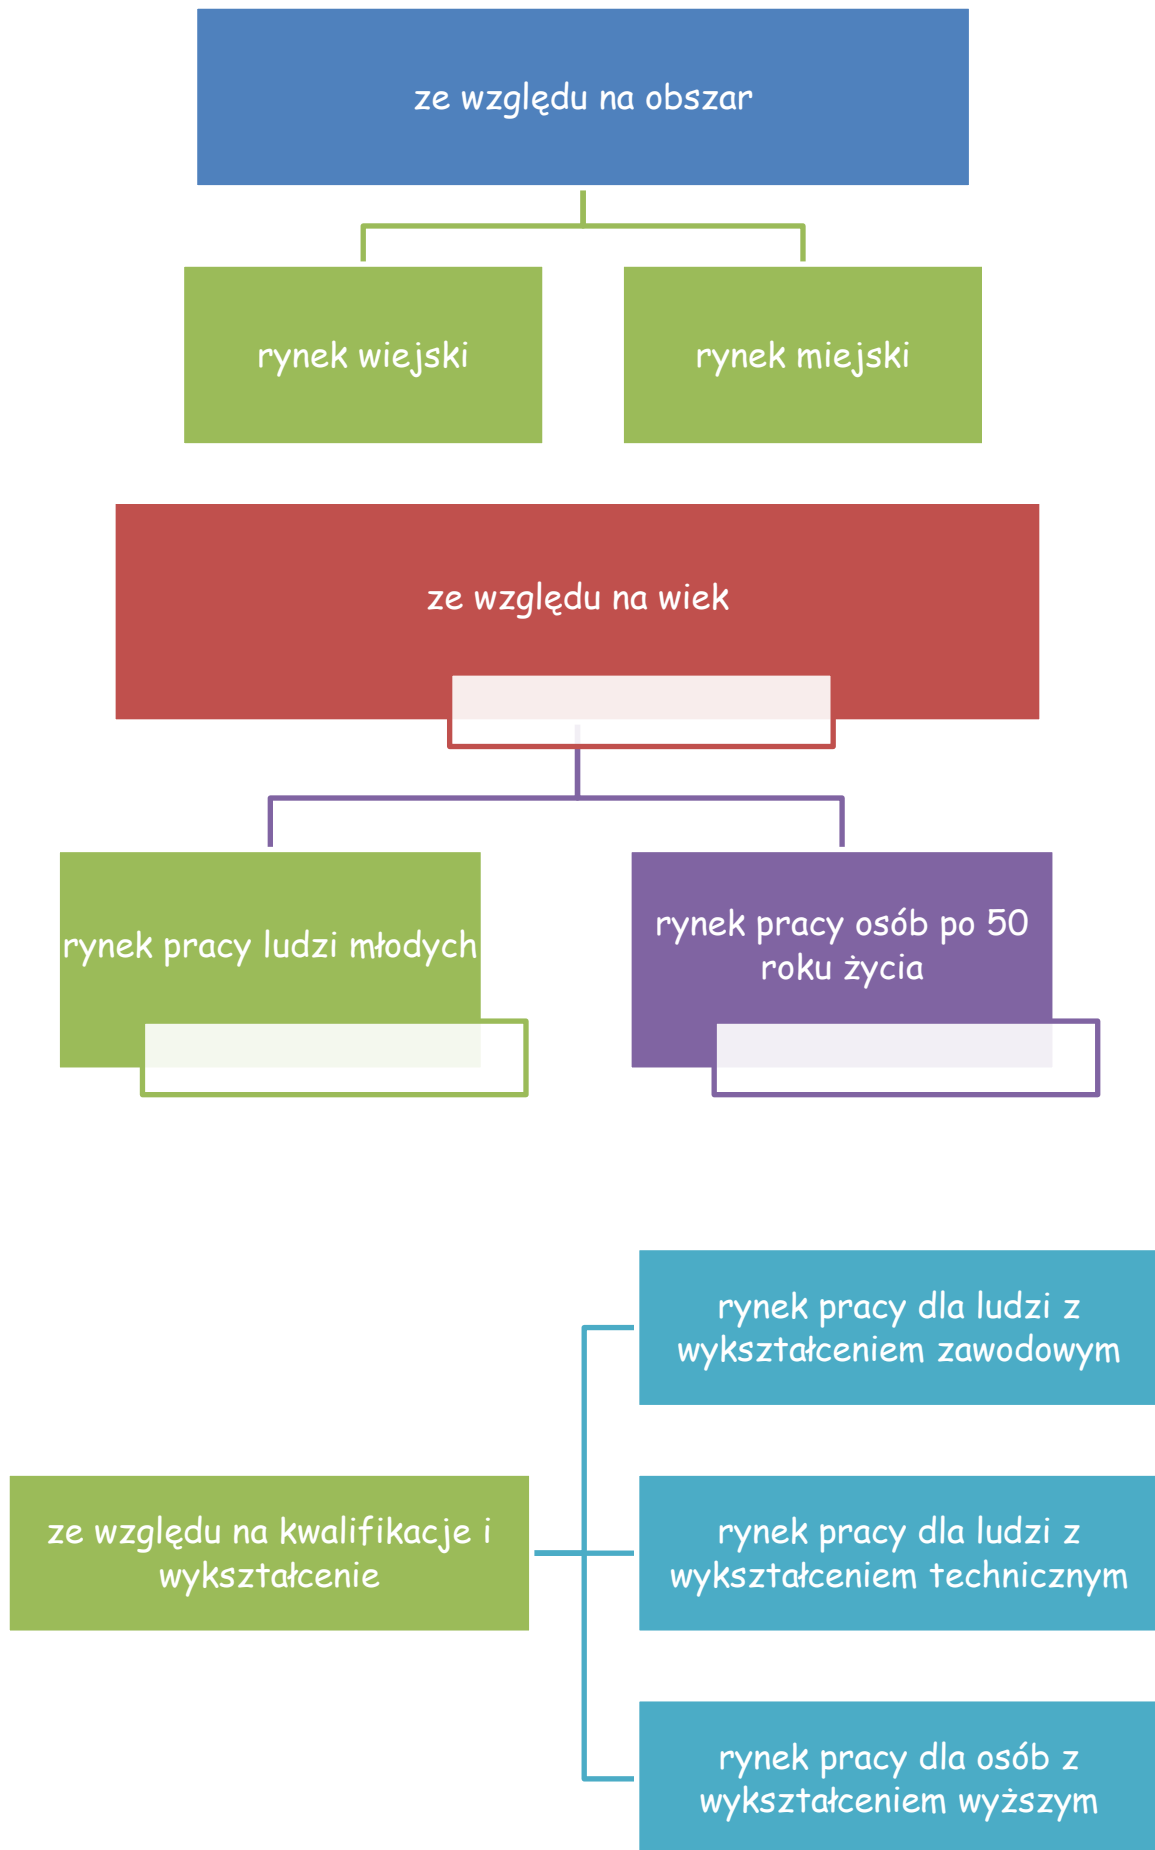 ze względu na obszar
rynek wiejski
rynek miejski
ze względu na wiek
rynek pracy ludzi młodych
rynek pracy osób po 50
roku życia
rynek pracy dla ludzi z
wykształceniem zawodowym
ze względu na kwalifikacje i
wykształcenie
rynek pracy dla ludzi z
wykształceniem technicznym
rynek pracy dla osób z
wykształceniem wyższym